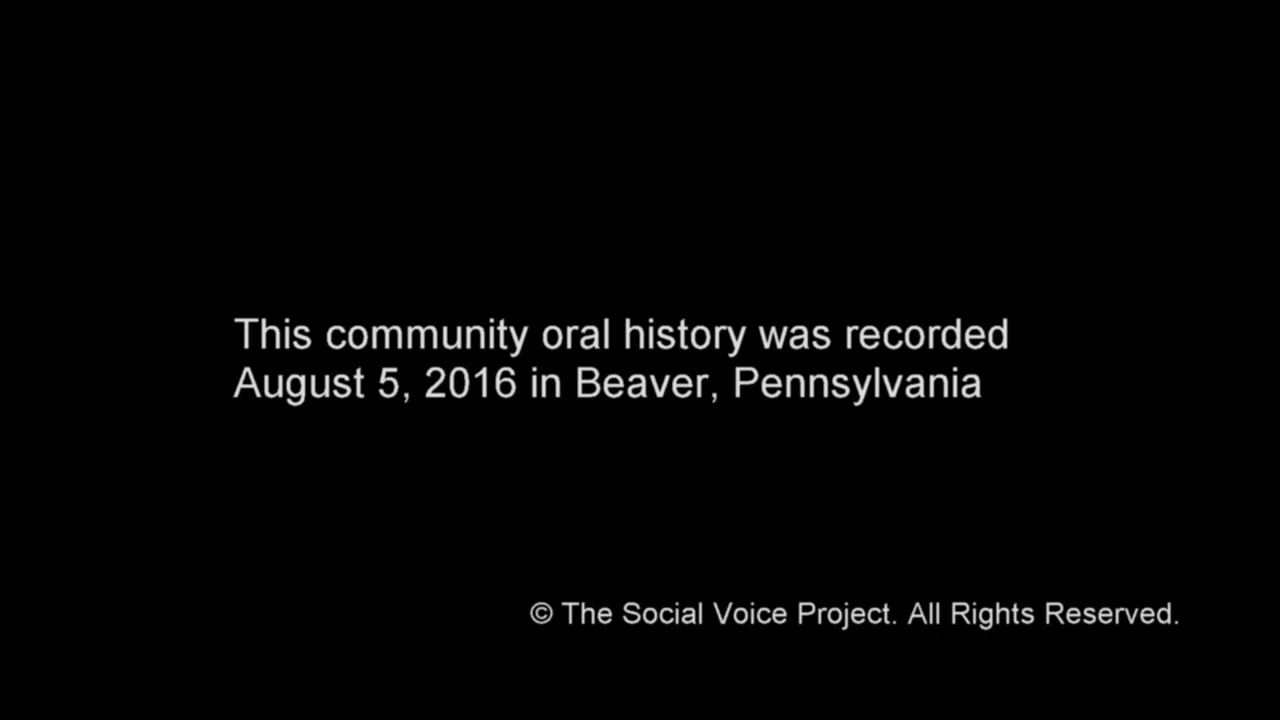 This community oral history was recorded
August 5, 2016 in Beaver, Pennsylvania
© The Social Voice Project. All Rights Reserved.